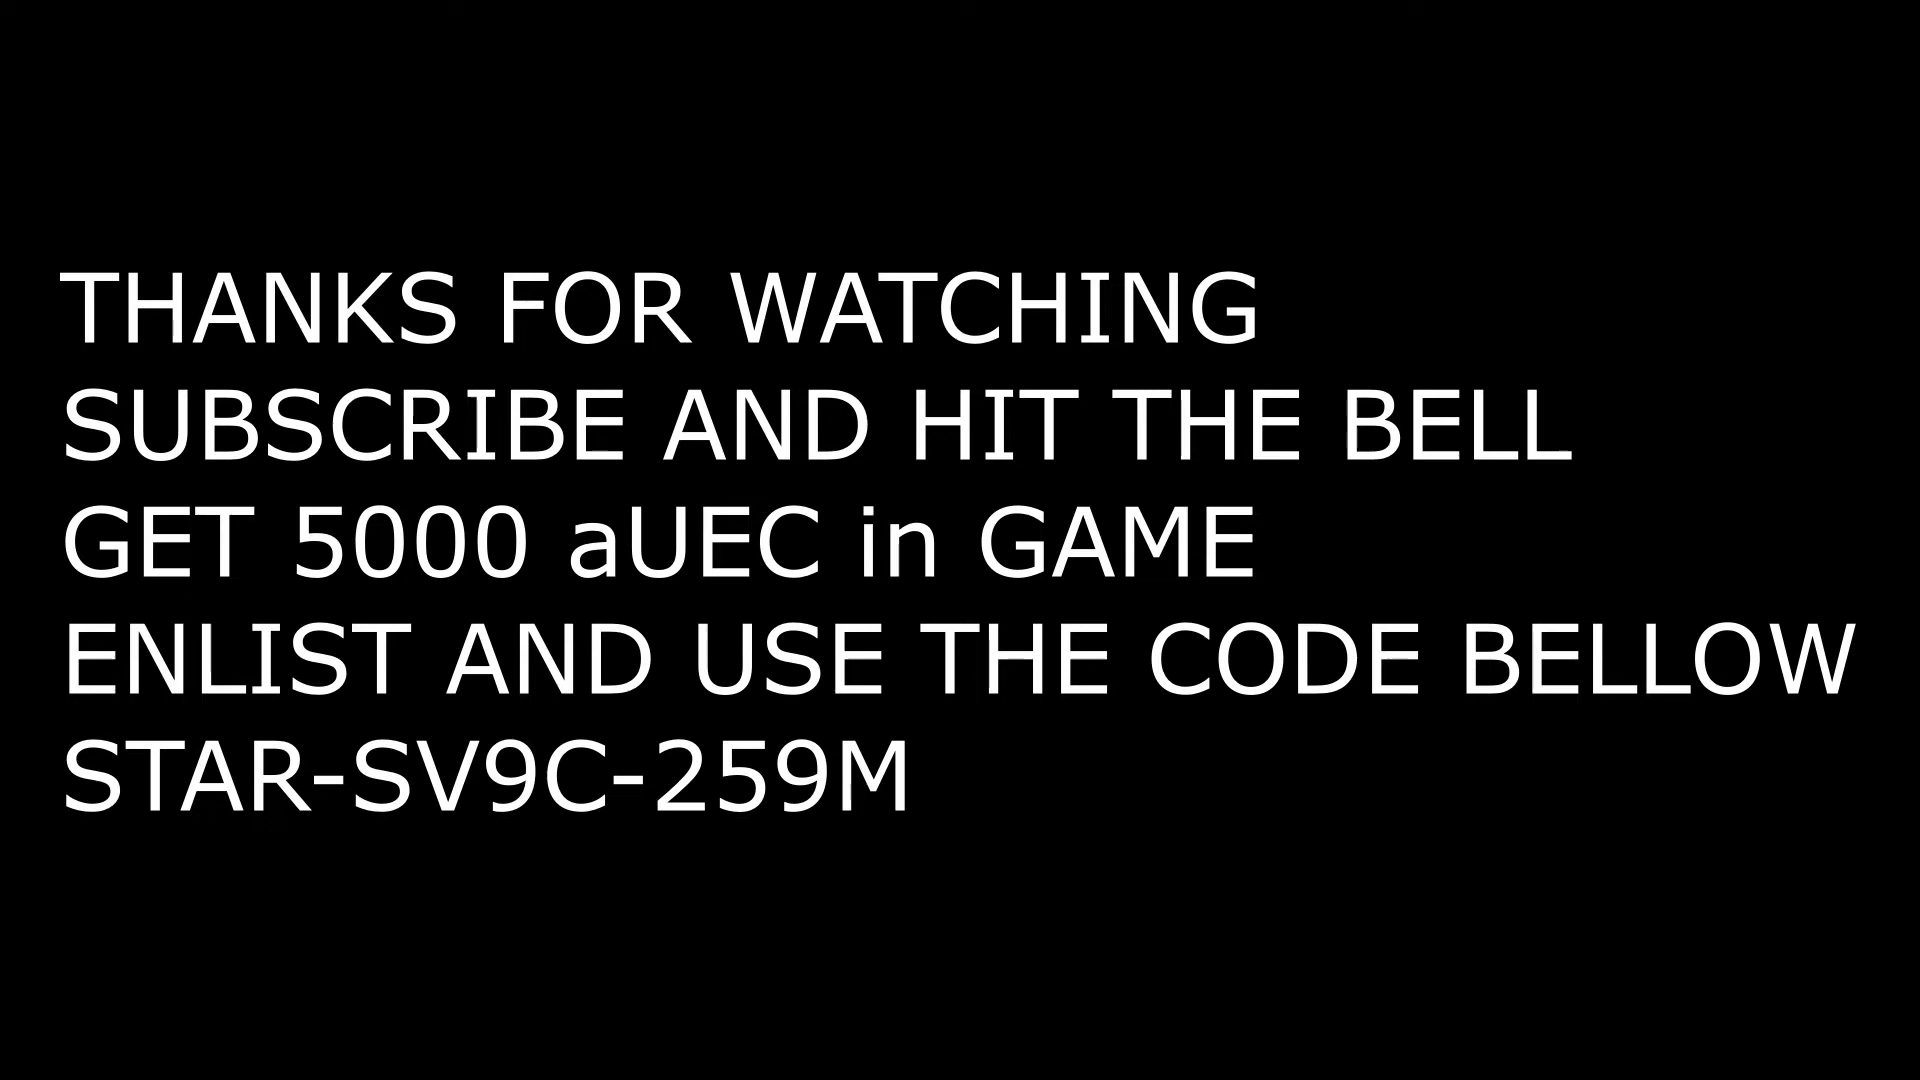 THANKS FOR WATCHING
SUBSCRIBE AND HIT THE BELL
GET 5000 aUEC in GAME
ENLIST AND USE THE CODE BELLOW
STAR-SV9C-259M